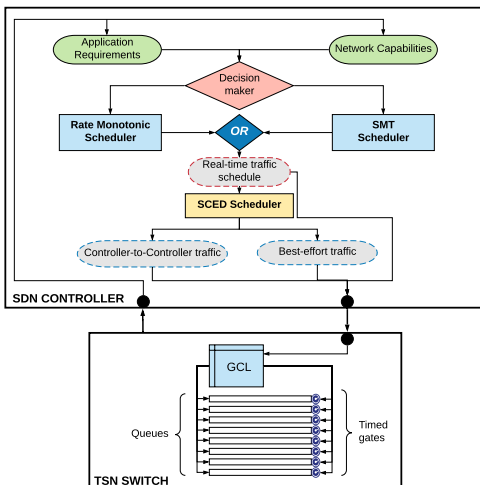 Application
Requirements
Network Capabilities
Decision
maker
Rate Monotonic
Scheduler
OR
SMT
Scheduler
Real-time traffic
schedule
SCED Scheduler
Controller-to-Controller traffic
Best-effort traffic
SDN CONTROLLER
GCL
Queues
Timed
gates
TSN SWITCH